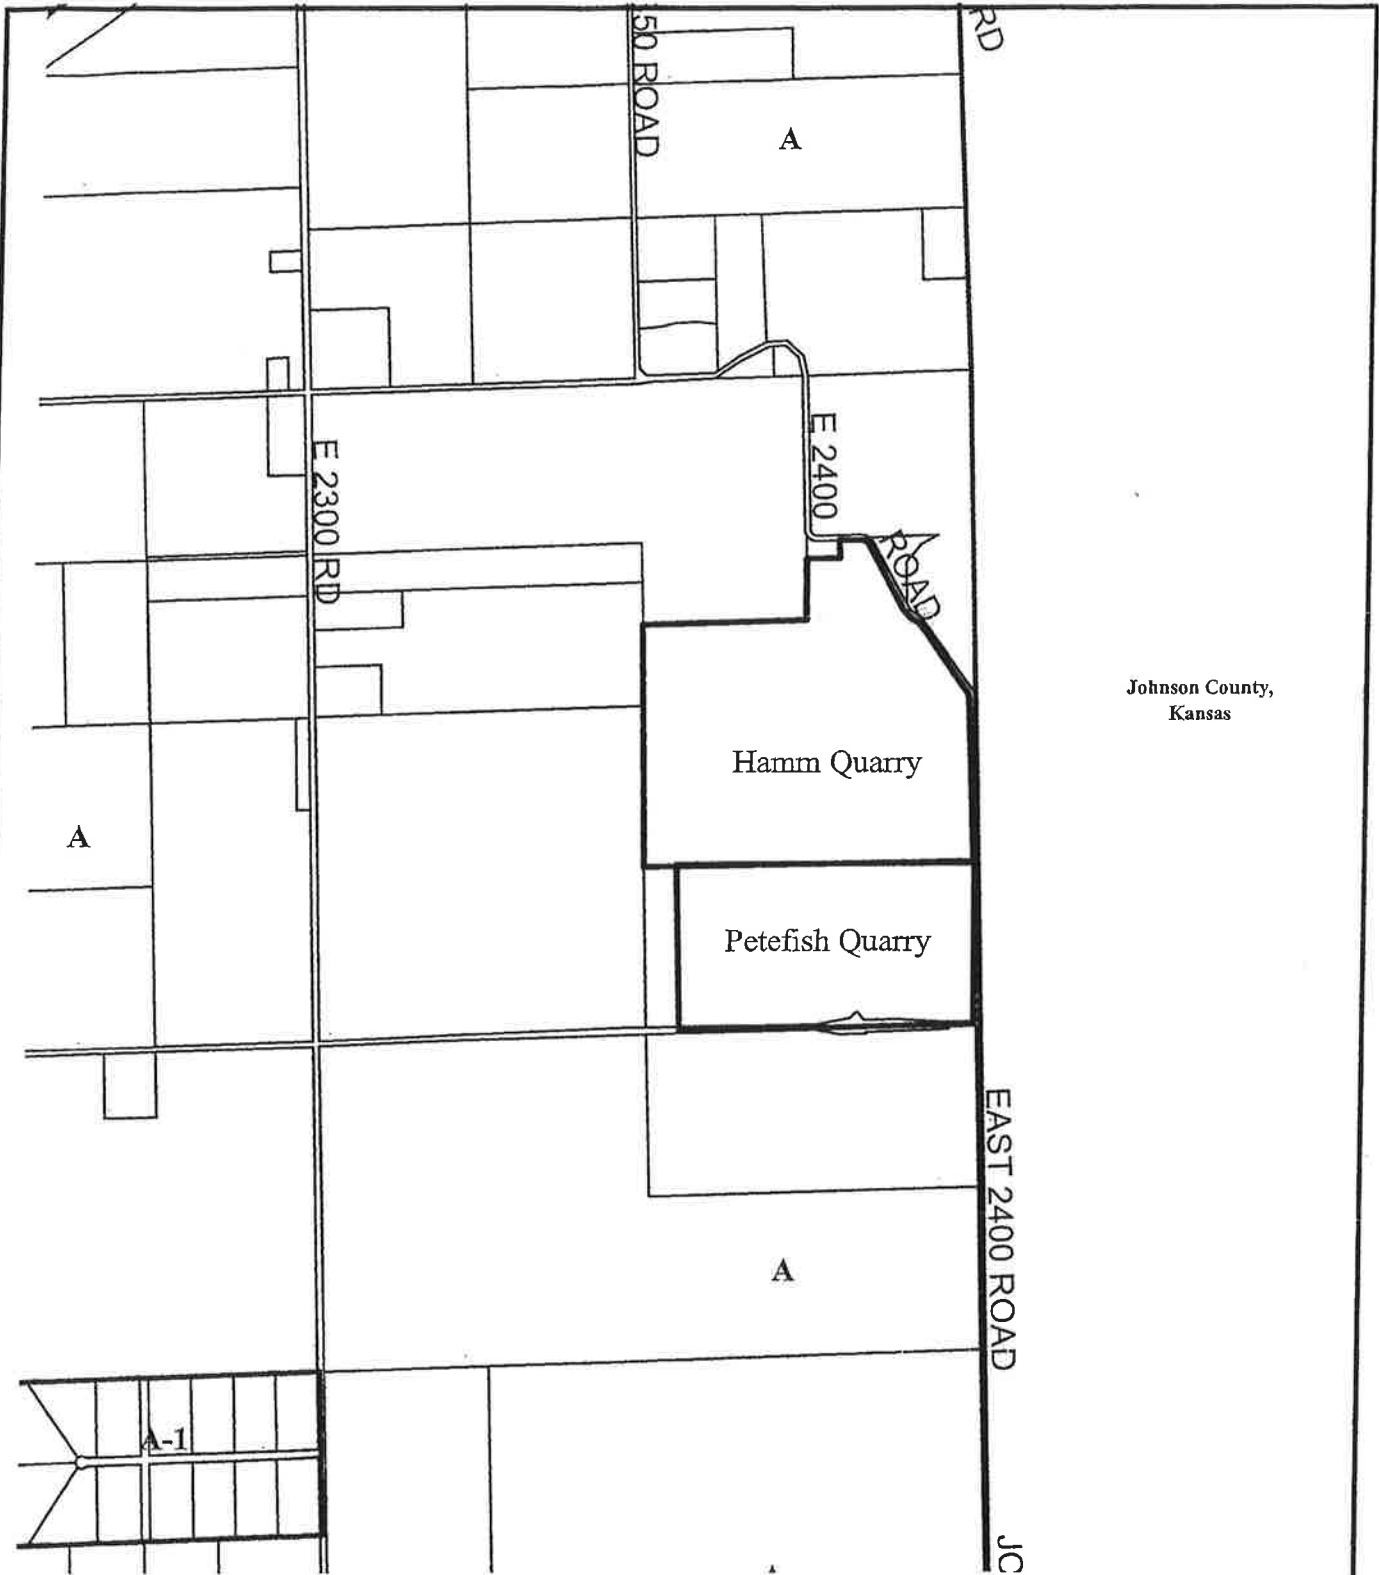 RD
50 ROAD
A
E 2400
ROAD
E 2300 RD
Johnson County,
Kansas
Hamm Quarry
A
Petefish Quarry
EAST 2400 ROAD
A
A-1
JC